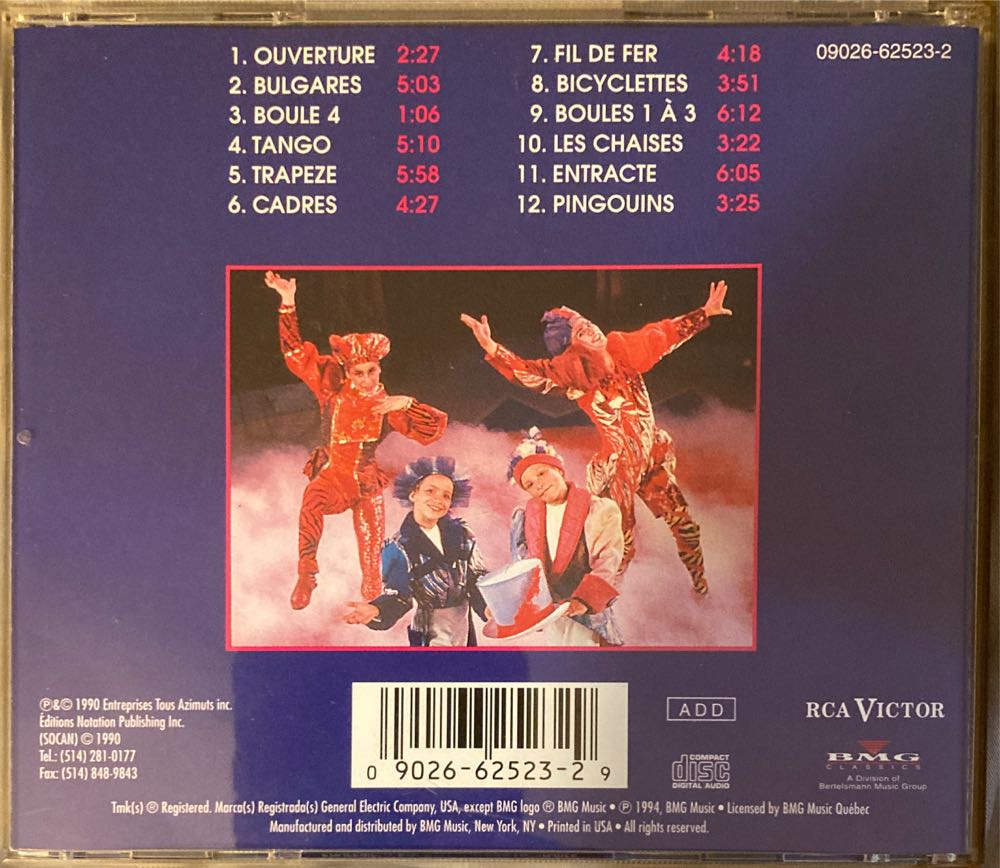 1. OUVERTURE 2:27
2. BULGARES 5:03
3. BOULE 4 1:06
4. TANGO 5:10
5. TRAPEZE 5:58
6. CADRES 4:27
7. FIL DE FER 4:18
8. BICYCLETTES 3:51
9. BOULES 1 À 3 6:12
10. LES CHAISES 3:22
11. ENTRACTE 6:05
12. PINGOUINS 3:25
09026-62523-2
℗&© 1990 Entreprises Tous Azimuts inc.
Éditions Notation Publishing Inc.
(SOCAN) © 1990
Tel.: (514) 281-0177
Fax: (514) 848-9843
0 09026-62523-2 9
ADD
COMPACT
disc
DIGITAL AUDIO
RCA VICTOR
BMG
CLASSICS
A Division of
Bertelsmann Music Group
Tmk(s) ® Registered. Marca(s) Registrada(s) General Electric Company, USA, except BMG logo ® BMG Music • ℗ 1994, BMG Music • Licensed by BMG Music Québec
Manufactured and distributed by BMG Music, New York, NY • Printed in USA • All rights reserved.